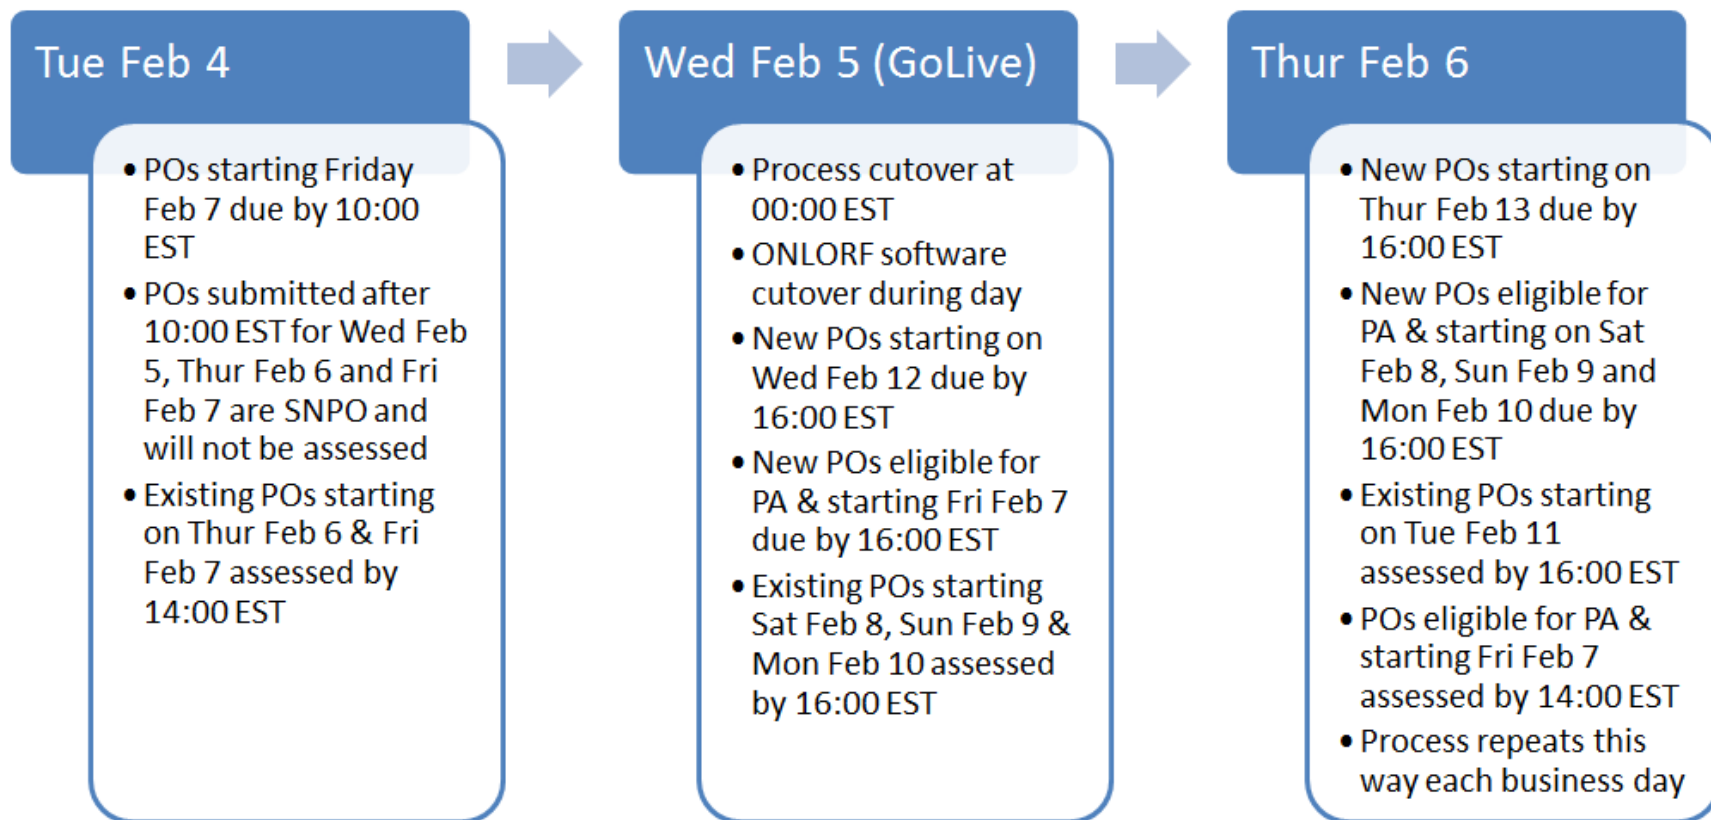 Tue Feb 4
• POs starting Friday
Feb 7 due by 10:00
EST
• POs submitted after
10:00 EST for Wed Feb
5, Thur Feb 6 and Fri
Feb 7 are SNPO and
will not be assessed
• Existing POs starting
on Thur Feb 6 & Fri
Feb 7 assessed by
14:00 EST
Wed Feb 5 (GoLive)
• Process cutover at
00:00 EST
• ONLORF software
cutover during day
• New POs starting on
Wed Feb 12 due by
16:00 EST
• New POs eligible for
PA & starting Fri Feb 7
due by 16:00 EST
• Existing POs starting
Sat Feb 8, Sun Feb 9 &
Mon Feb 10 assessed
by 16:00 EST
Thur Feb 6
• New POs starting on
Thur Feb 13 due by
16:00 EST
• New POs eligible for
PA & starting on Sat
Feb 8, Sun Feb 9 and
Mon Feb 10 due by
16:00 EST
• Existing POs starting
on Tue Feb 11
assessed by 16:00 EST
• POs eligible for PA &
starting Fri Feb 7
assessed by 14:00 EST
• Process repeats this
way each business day